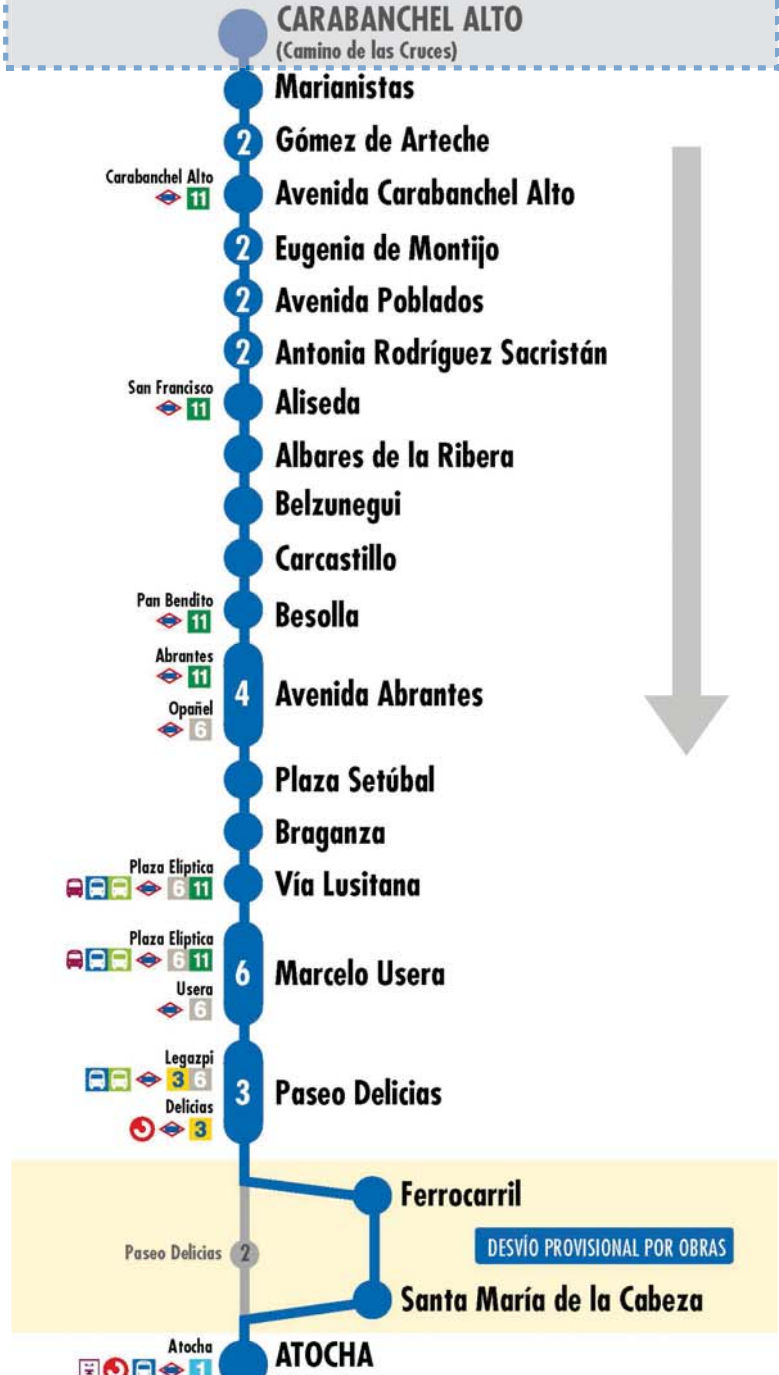 CARABANCHEL ALTO
(Camino de las Cruces)
Marianistas
2 Gómez de Arteche
Carabanchel Alto
11
Avenida Carabanchel Alto
2 Eugenia de Montijo
2 Avenida Poblados
2 Antonia Rodríguez Sacristán
San Francisco
11
Aliseda
Albares de la Ribera
Belzunegui
Carcastillo
Pan Bendito
11
Besolla
Abrantes
11
Opañel
6
4 Avenida Abrantes
Plaza Setúbal
Braganza
Plaza Elíptica
6 11
Vía Lusitana
Plaza Elíptica
6 11
Usera
6
6 Marcelo Usera
Legazpi
3 6
Delicias
3
3 Paseo Delicias
Ferrocarril
DESVÍO PROVISIONAL POR OBRAS
Paseo Delicias 2
Santa María de la Cabeza
Atocha
1
ATOCHA